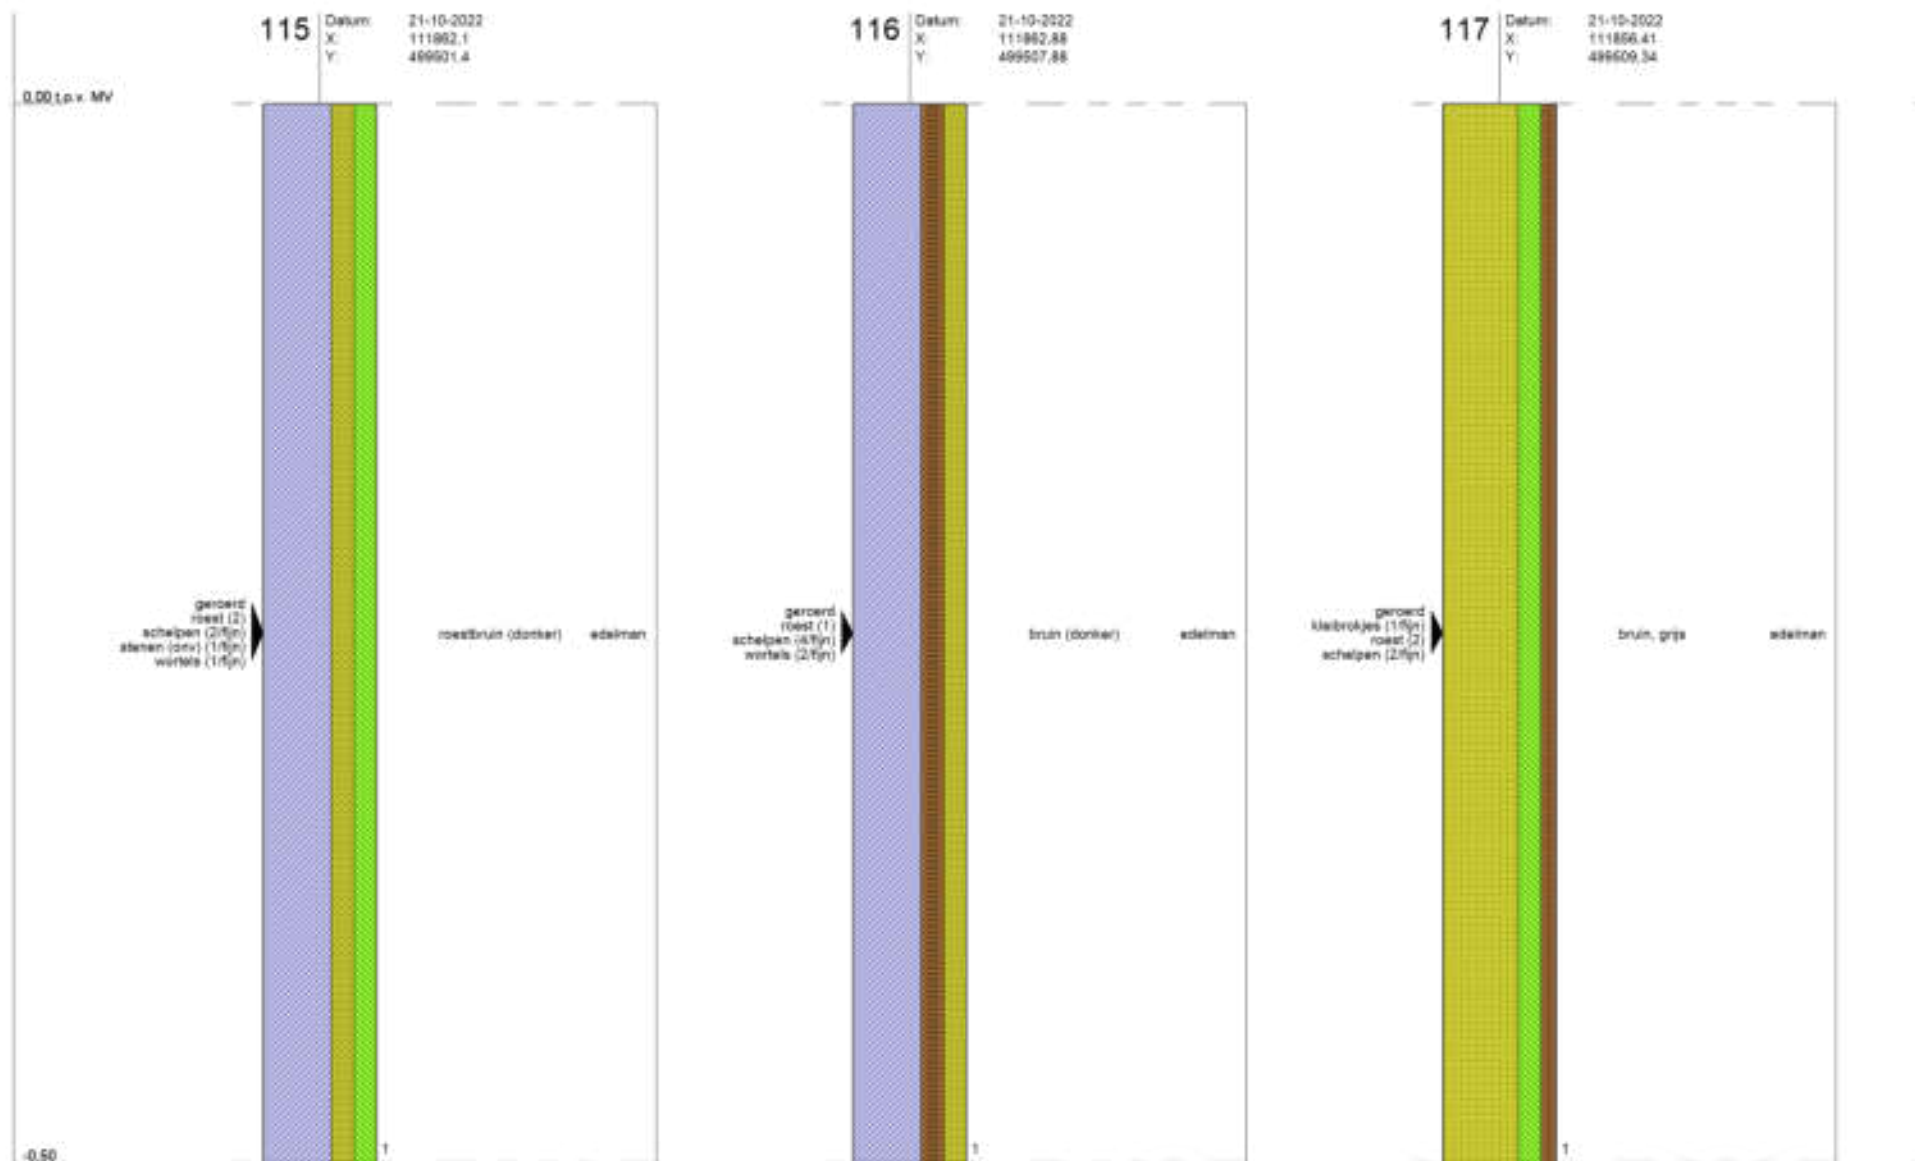 115
Datum: 21-10-2022
X: 111862,1
Y: 499501,4
116
Datum: 21-10-2022
X: 111862,88
Y: 499507,88
117
Datum: 21-10-2022
X: 111856,41
Y: 499509,34
0,00 t.o.v. MV
geroerd
roest (2)
schelpen (2/fijn)
stenen (onv) (1/fijn)
wortels (1/fijn)
roestbruin (donker)
edelman
geroerd
roest (1)
schelpen (4/fijn)
wortels (2/fijn)
bruin (donker)
edelman
geroerd
kleibrokjes (1/fijn)
roest (2)
schelpen (2/fijn)
bruin, grijs
edelman
-0,50
1
1
1